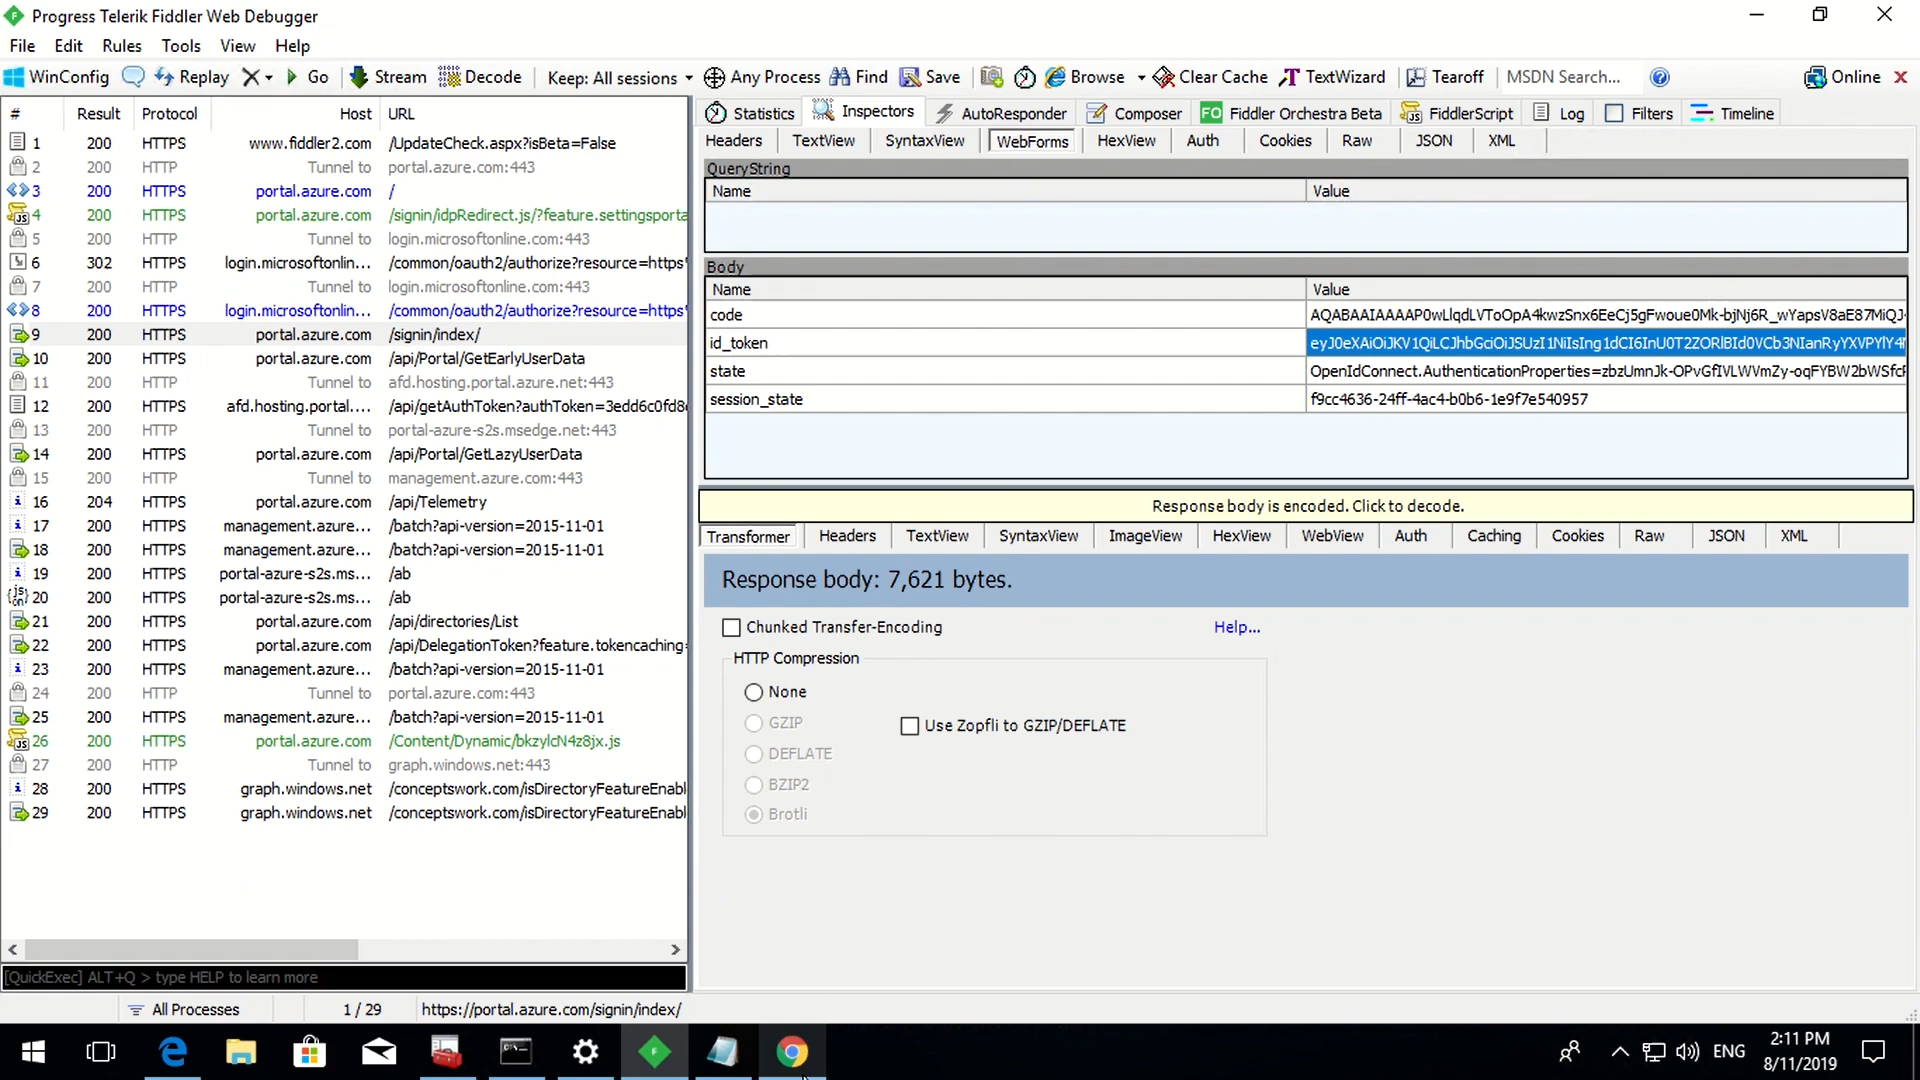 Progress Telerik Fiddler Web Debugger
File Edit Rules Tools View Help
WinConfig Replay Go Stream Decode Keep: All sessions Any Process Find Save Browse Clear Cache TextWizard Tearoff MSDN Search... Online
# Result Protocol Host URL
1 200 HTTPS www.fiddler2.com /UpdateCheck.aspx?isBeta=False
2 200 HTTP Tunnel to portal.azure.com:443
3 200 HTTPS portal.azure.com /
4 200 HTTPS portal.azure.com /signin/idpRedirect.js/?feature.settingsporta
5 200 HTTP Tunnel to login.microsoftonline.com:443
6 302 HTTPS login.microsoftonlin... /common/oauth2/authorize?resource=https
7 200 HTTP Tunnel to login.microsoftonline.com:443
8 200 HTTPS login.microsoftonlin... /common/oauth2/authorize?resource=https
9 200 HTTPS portal.azure.com /signin/index/
10 200 HTTPS portal.azure.com /api/Portal/GetEarlyUserData
11 200 HTTP Tunnel to afd.hosting.portal.azure.net:443
12 200 HTTPS afd.hosting.portal.... /api/getAuthToken?authToken=3edd6c0fd8
13 200 HTTP Tunnel to portal-azure-s2s.msedge.net:443
14 200 HTTPS portal.azure.com /api/Portal/GetLazyUserData
15 200 HTTP Tunnel to management.azure.com:443
16 204 HTTPS portal.azure.com /api/Telemetry
17 200 HTTPS management.azure... /batch?api-version=2015-11-01
18 200 HTTPS management.azure... /batch?api-version=2015-11-01
19 200 HTTPS portal-azure-s2s.ms... /ab
20 200 HTTPS portal-azure-s2s.ms... /ab
21 200 HTTPS portal.azure.com /api/directories/List
22 200 HTTPS portal.azure.com /api/DelegationToken?feature.tokencaching=
23 200 HTTPS management.azure... /batch?api-version=2015-11-01
24 200 HTTP Tunnel to portal.azure.com:443
25 200 HTTPS management.azure... /batch?api-version=2015-11-01
26 200 HTTPS portal.azure.com /Content/Dynamic/bkzylcN4z8jx.js
27 200 HTTP Tunnel to graph.windows.net:443
28 200 HTTPS graph.windows.net /conceptswork.com/isDirectoryFeatureEnabl
29 200 HTTPS graph.windows.net /conceptswork.com/isDirectoryFeatureEnabl
[QuickExec] ALT+Q > type HELP to learn more
All Processes 1 / 29 https://portal.azure.com/signin/index/
Statistics Inspectors AutoResponder Composer FO Fiddler Orchestra Beta FiddlerScript Log Filters Timeline
Headers TextView SyntaxView WebForms HexView Auth Cookies Raw JSON XML
QueryString
Name Value
Body
Name Value
code
id_token
state
session_state f9cc4636-24ff-4ac4-b0b6-1e9f7e540957
Response body is encoded. Click to decode.
Transformer Headers TextView SyntaxView ImageView HexView WebView Auth Caching Cookies Raw JSON XML
Response body: 7,621 bytes.
Chunked Transfer-Encoding Help...
HTTP Compression
None
GZIP Use Zopfli to GZIP/DEFLATE
DEFLATE
BZIP2
Brotli
ENG
2:11 PM
8/11/2019